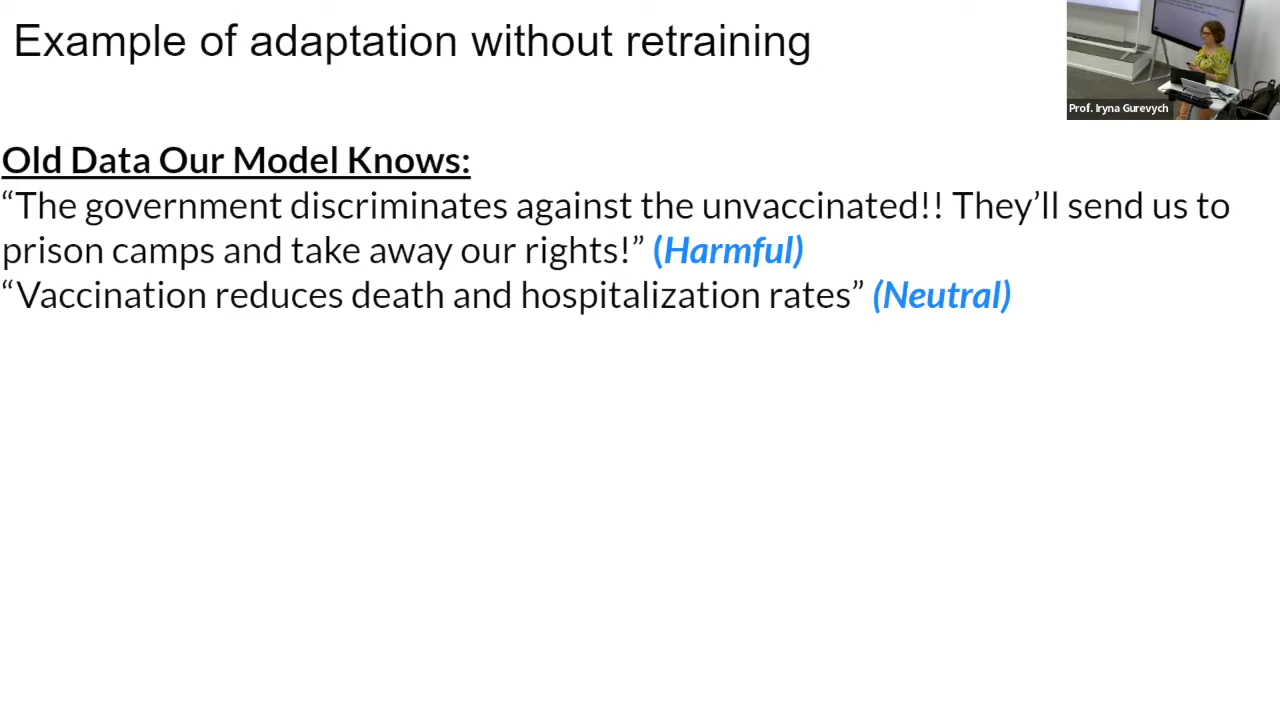 Example of adaptation without retraining
Prof. Iryna Gurevych
Old Data Our Model Knows:
“The government discriminates against the unvaccinated!! They’ll send us to
prison camps and take away our rights!” (Harmful)
“Vaccination reduces death and hospitalization rates” (Neutral)